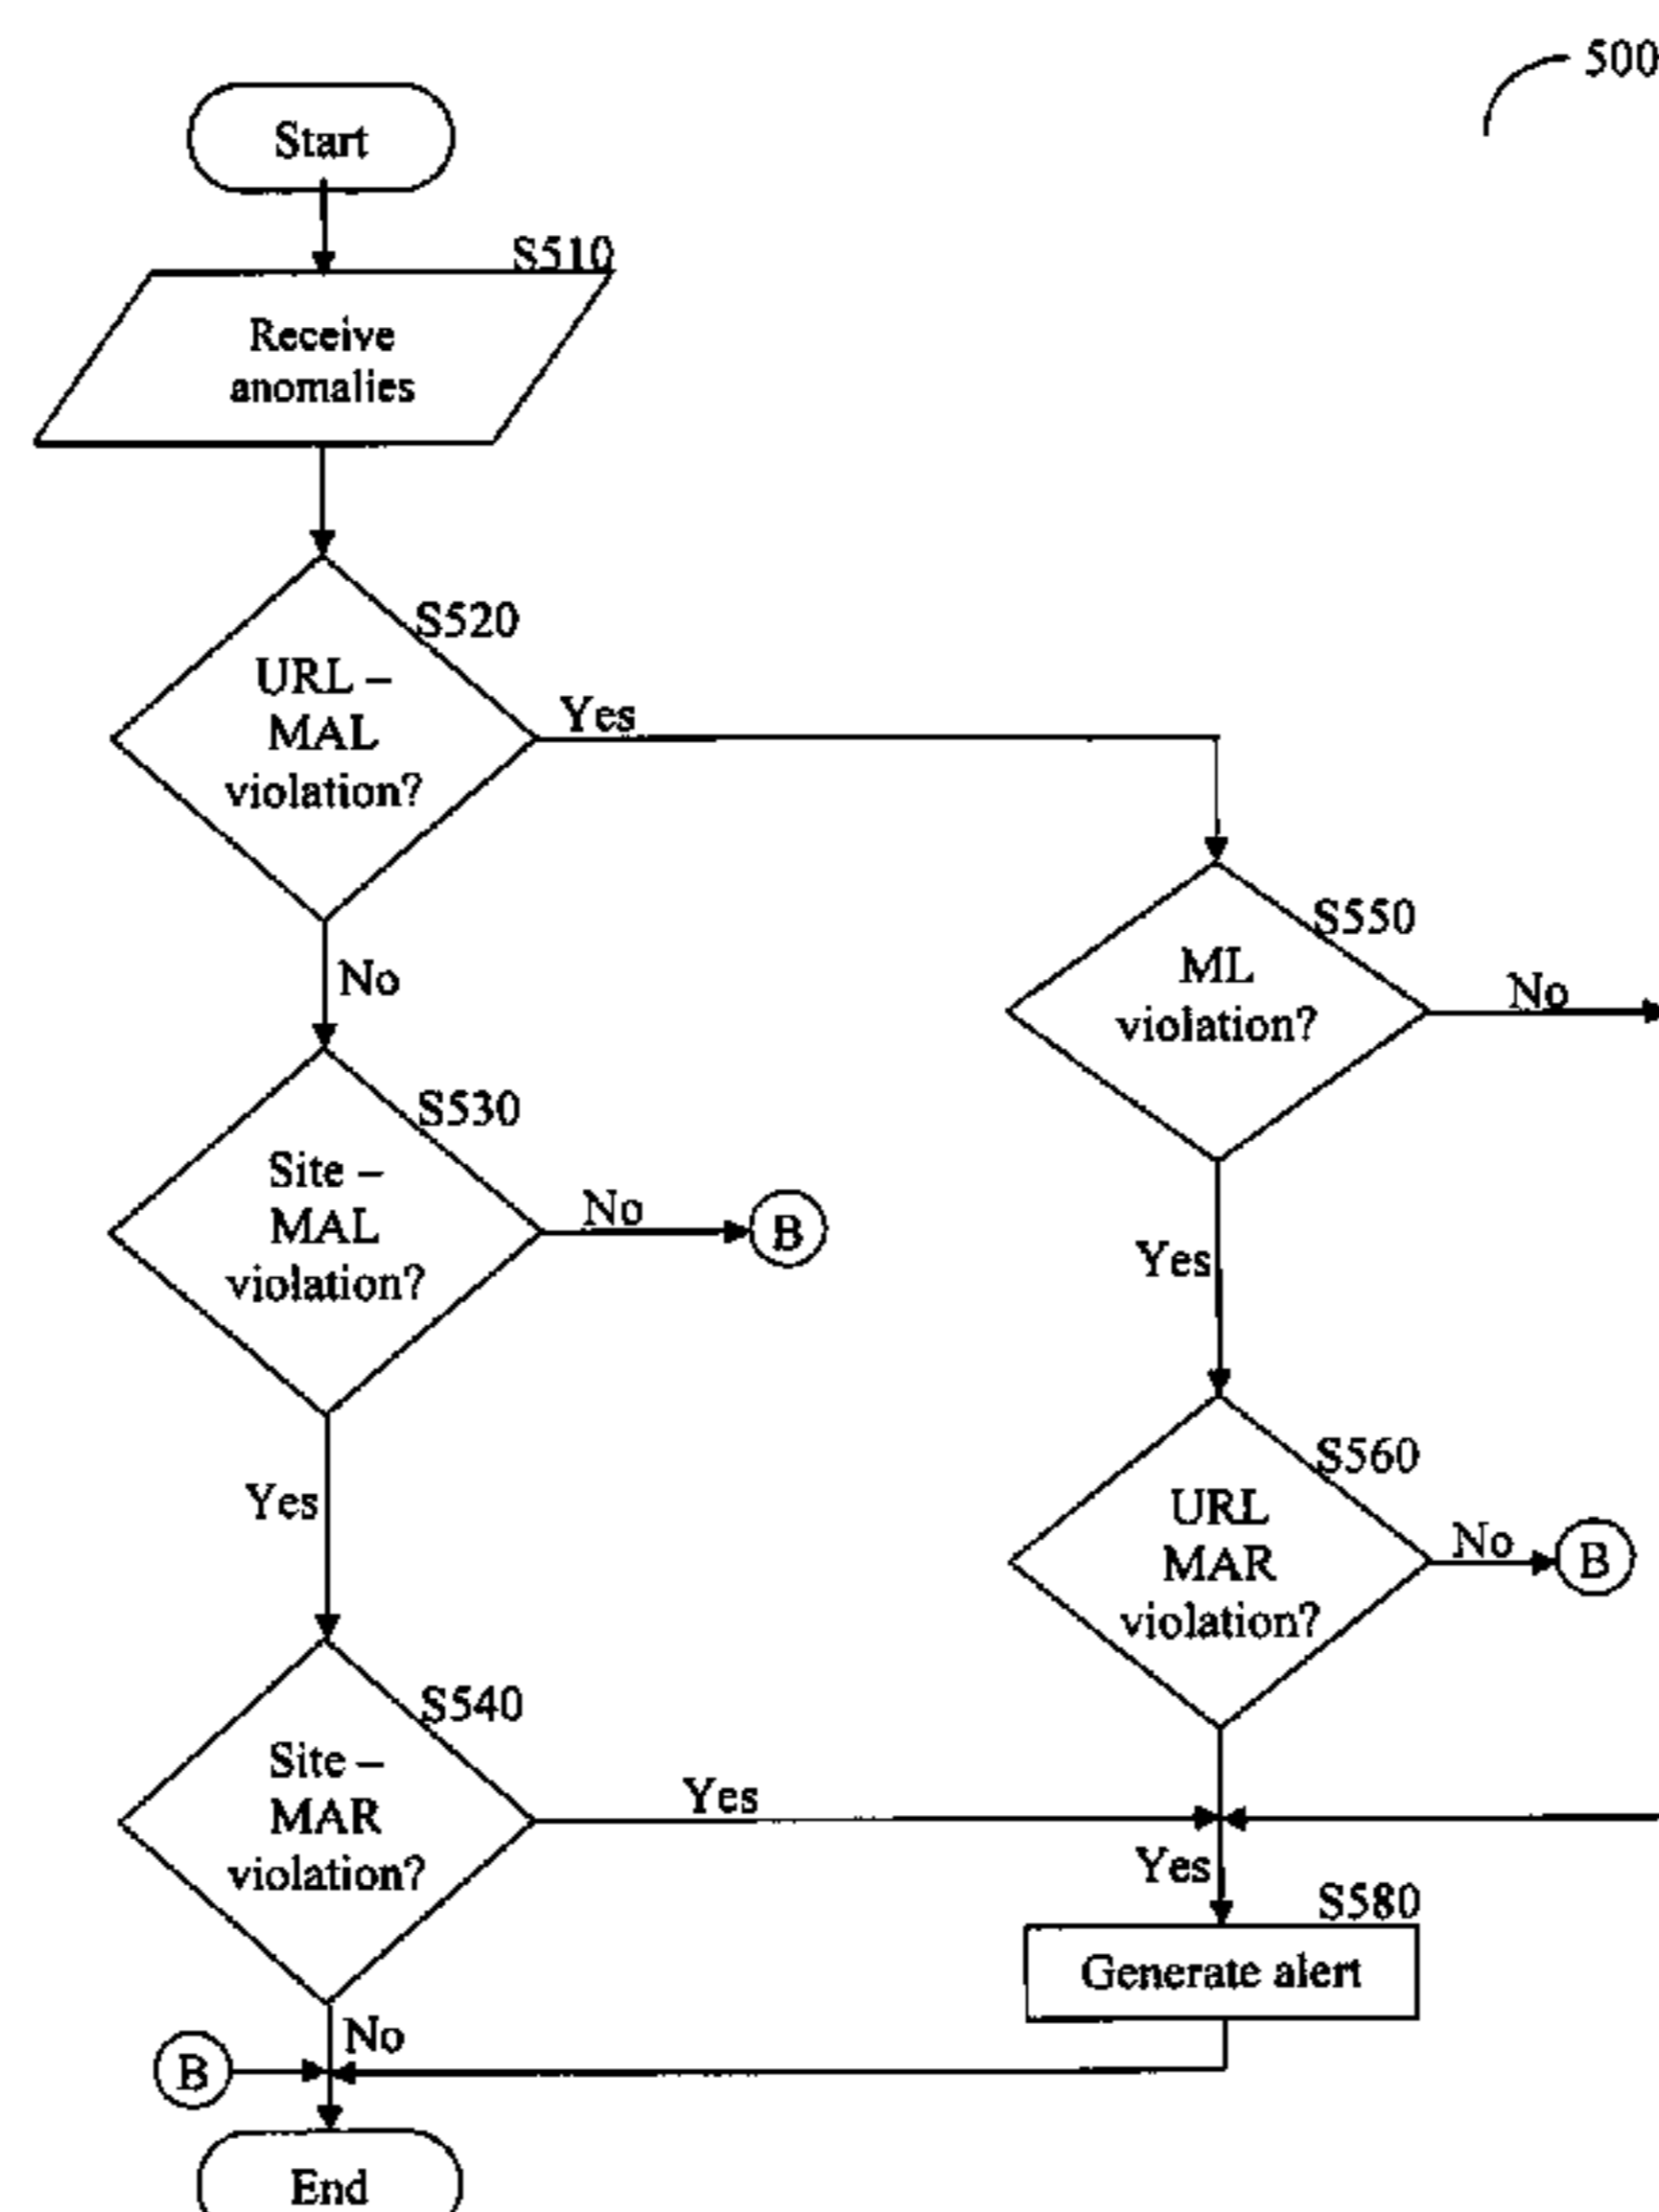 500
Start
S510
Receive
anomalies
S520
URL –
MAL
violation?
Yes
No
S550
ML
violation?
No
S530
Site –
MAL
violation?
No
B
Yes
Yes
S560
URL
MAR
violation?
No
B
S540
Site –
MAR
violation?
Yes
Yes
S580
Generate alert
No
B
End